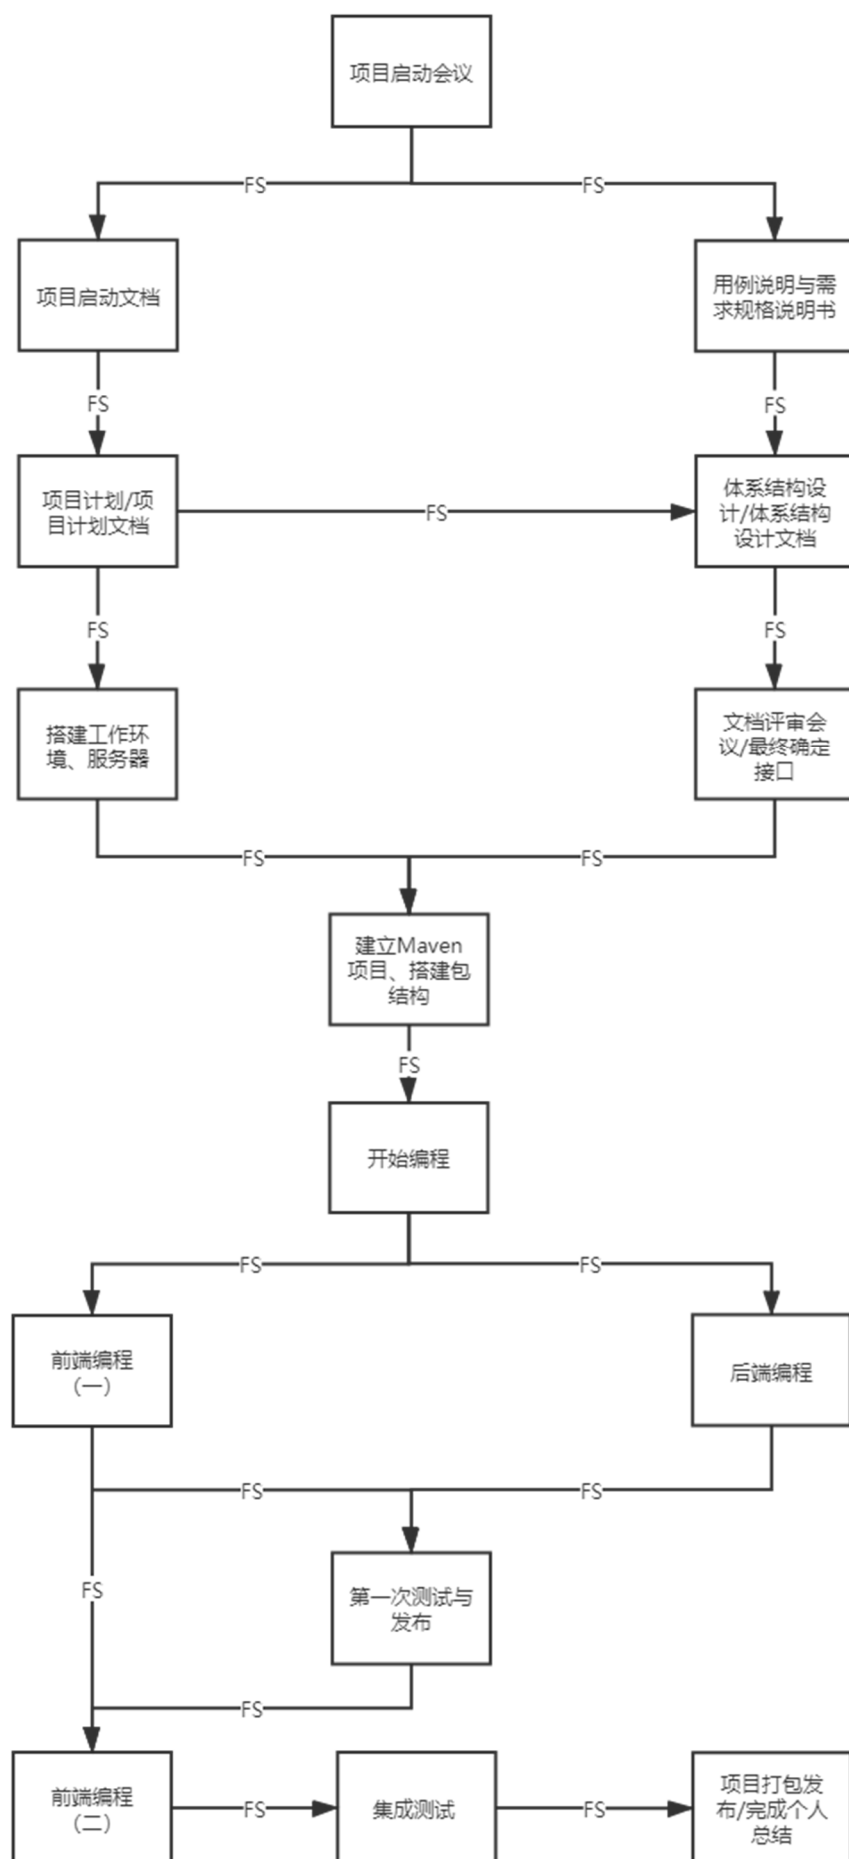 项目启动会议
FS
FS
项目启动文档
用例说明与需
求规格说明书
FS
FS
项目计划/项
目计划文档
FS
体系结构设
计/体系结构
设计文档
FS
FS
搭建工作环
境、服务器
文档评审会
议/最终确定
接口
FS
FS
建立Maven
项目、搭建包
结构
FS
开始编程
FS
FS
前端编程
（一）
后端编程
FS
FS
FS
第一次测试与
发布
FS
前端编程
（二）
FS
集成测试
FS
项目打包发
布/完成个人
总结